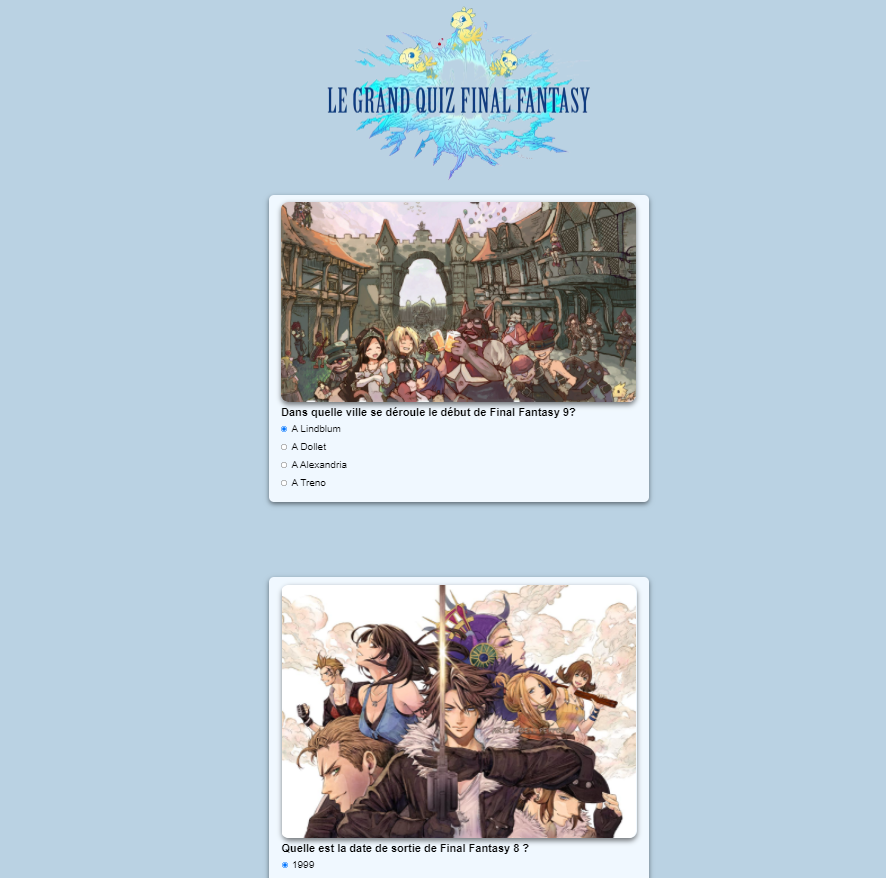 LE GRAND QUIZ FINAL FANTASY
Dans quelle ville se déroule le début de Final Fantasy 9?
A Lindblum
A Dollet
A Alexandria
A Treno
Quelle est la date de sortie de Final Fantasy 8 ?
1999